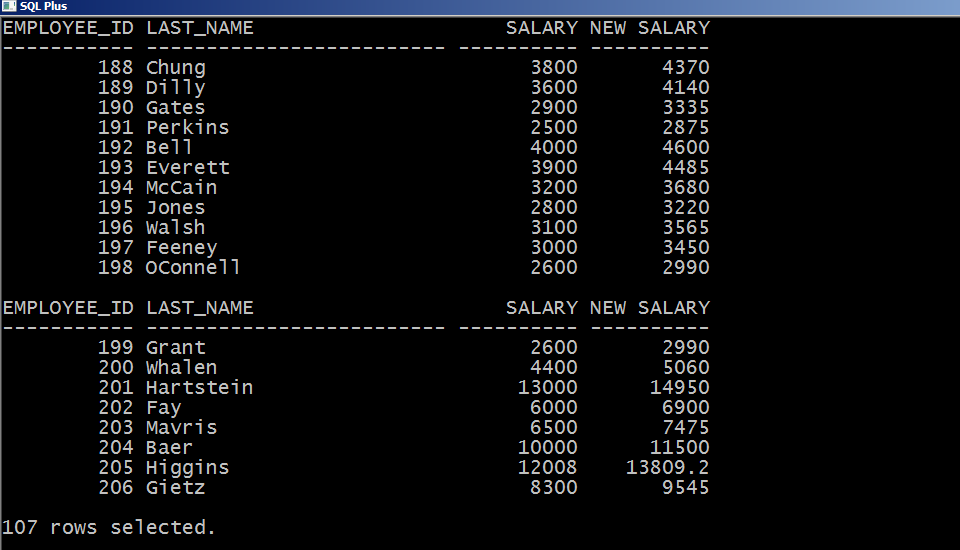 SQL Plus
EMPLOYEE_ID LAST_NAME                     SALARY NEW SALARY
----------- ------------------------- ---------- ----------
        188 Chung                           3800       4370
        189 Dilly                           3600       4140
        190 Gates                           2900       3335
        191 Perkins                         2500       2875
        192 Bell                            4000       4600
        193 Everett                         3900       4485
        194 McCain                          3200       3680
        195 Jones                           2800       3220
        196 Walsh                           3100       3565
        197 Feeney                          3000       3450
        198 OConnell                        2600       2990
EMPLOYEE_ID LAST_NAME                     SALARY NEW SALARY
----------- ------------------------- ---------- ----------
        199 Grant                           2600       2990
        200 Whalen                          4400       5060
        201 Hartstein                      13000      14950
        202 Fay                             6000       6900
        203 Mavris                          6500       7475
        204 Baer                           10000      11500
        205 Higgins                        12008    13809.2
        206 Gietz                           8300       9545
107 rows selected.